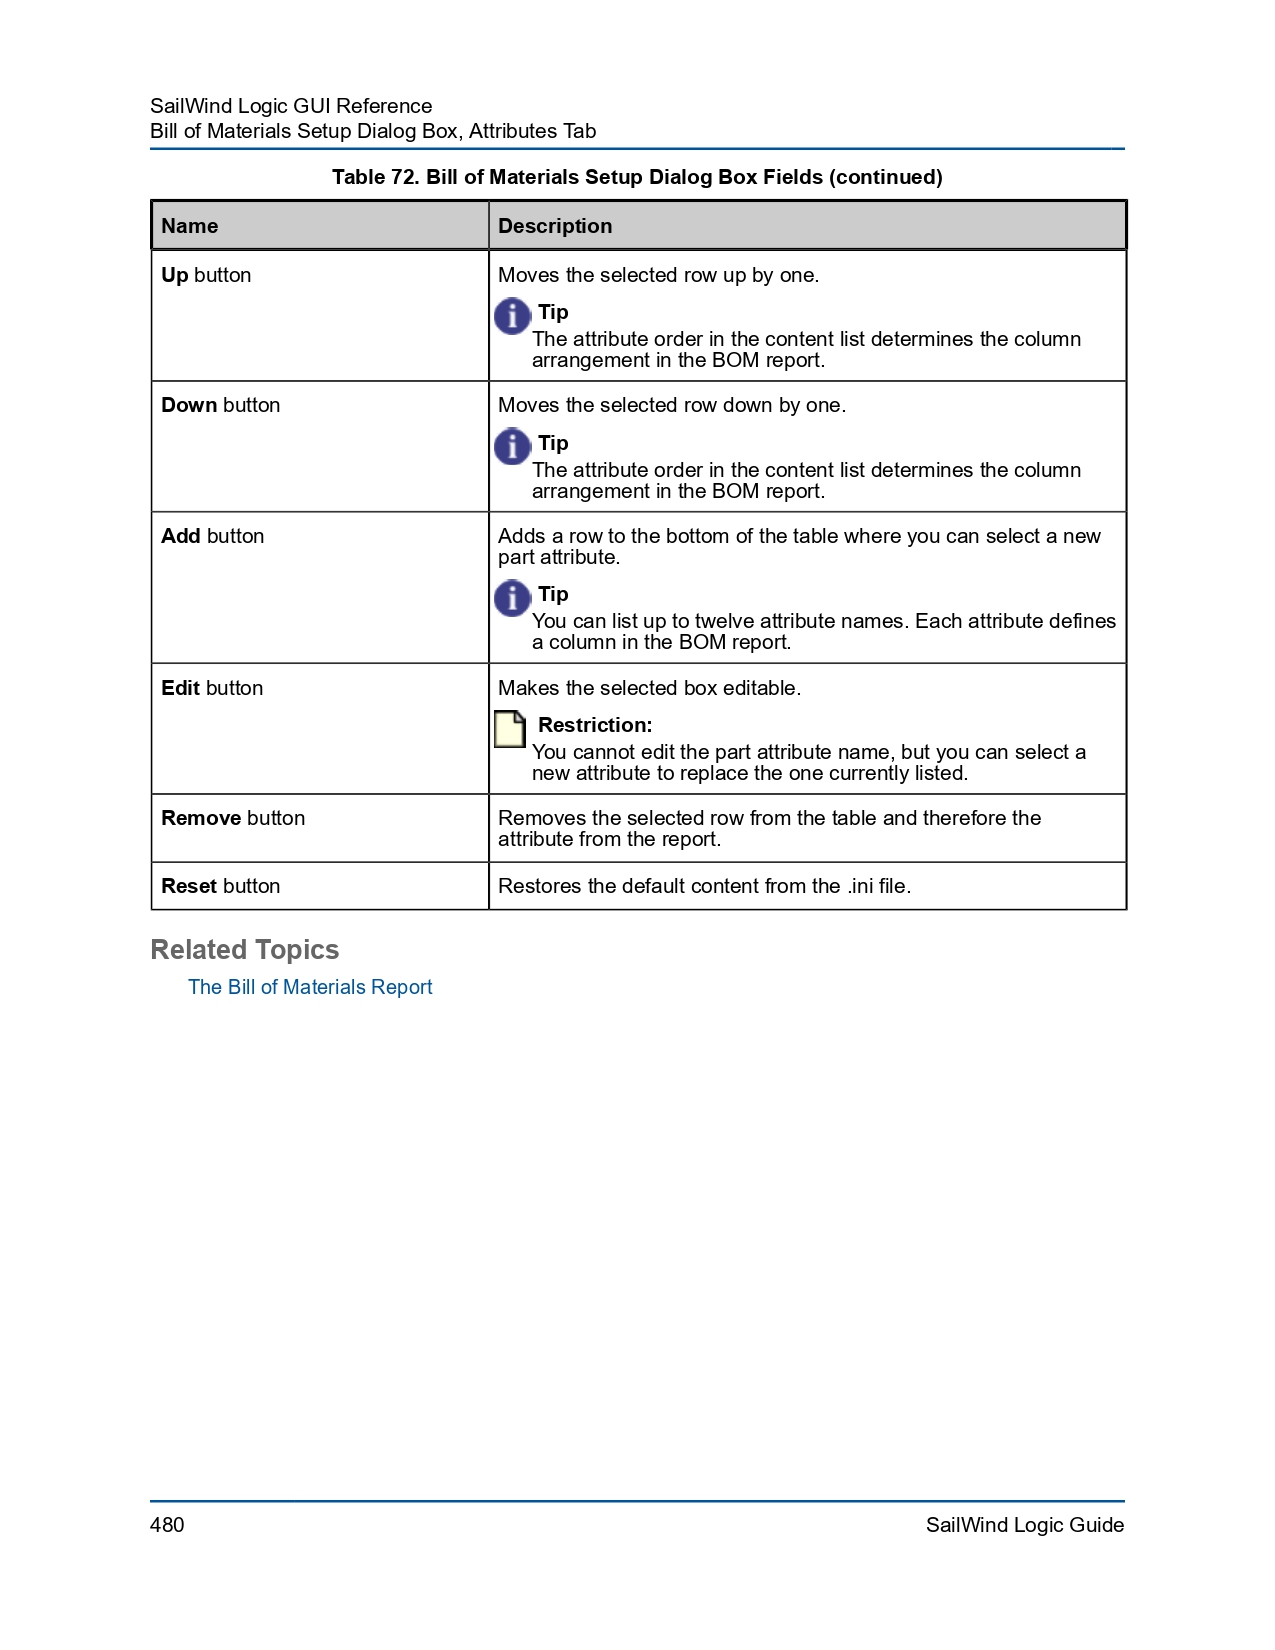 SailWind Logic GUI Reference
Bill of Materials Setup Dialog Box, Attributes Tab
Table 72. Bill of Materials Setup Dialog Box Fields (continued)
Name
Description
Up button
Moves the selected row up by one.
Tip
The attribute order in the content list determines the column
arrangement in the BOM report.
Down button
Moves the selected row down by one.
Tip
The attribute order in the content list determines the column
arrangement in the BOM report.
Add button
Adds a row to the bottom of the table where you can select a new
part attribute.
Tip
You can list up to twelve attribute names. Each attribute defines
a column in the BOM report.
Edit button
Makes the selected box editable.
Restriction:
You cannot edit the part attribute name, but you can select a
new attribute to replace the one currently listed.
Remove button
Removes the selected row from the table and therefore the
attribute from the report.
Reset button
Restores the default content from the .ini file.
Related Topics
The Bill of Materials Report
480
SailWind Logic Guide